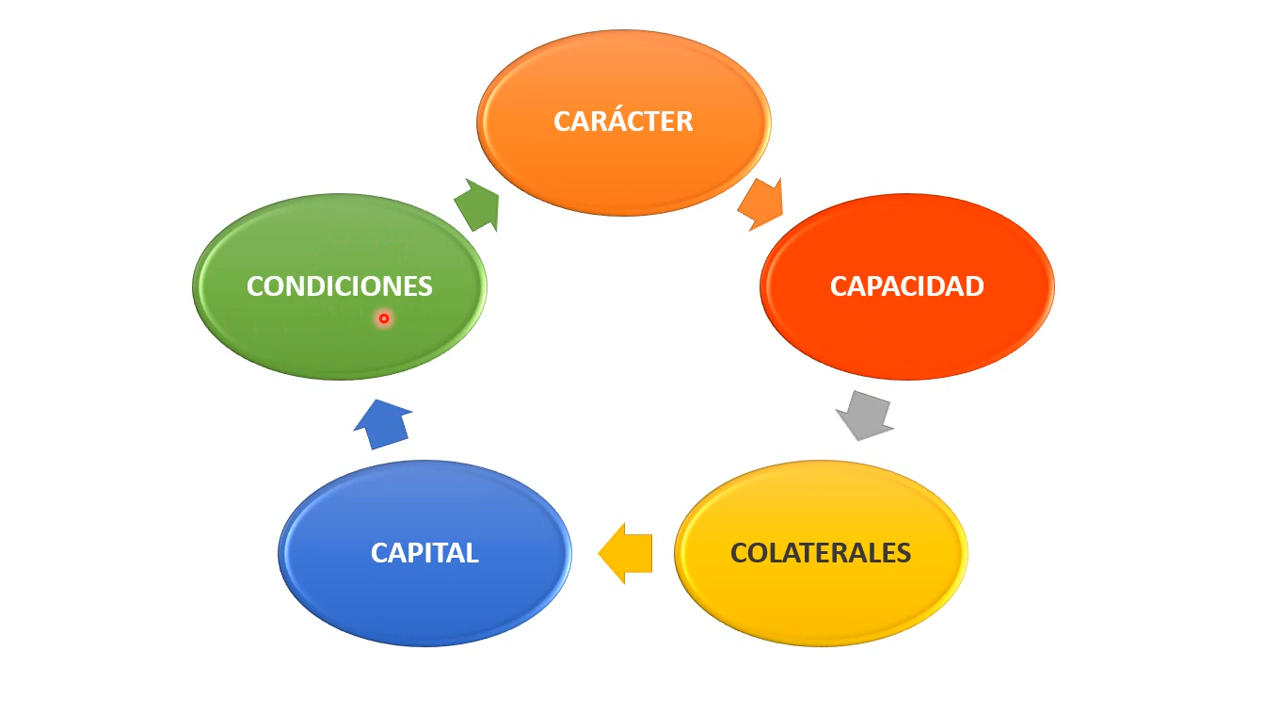 CARÁCTER
CONDICIONES
CAPACIDAD
CAPITAL
COLATERALES